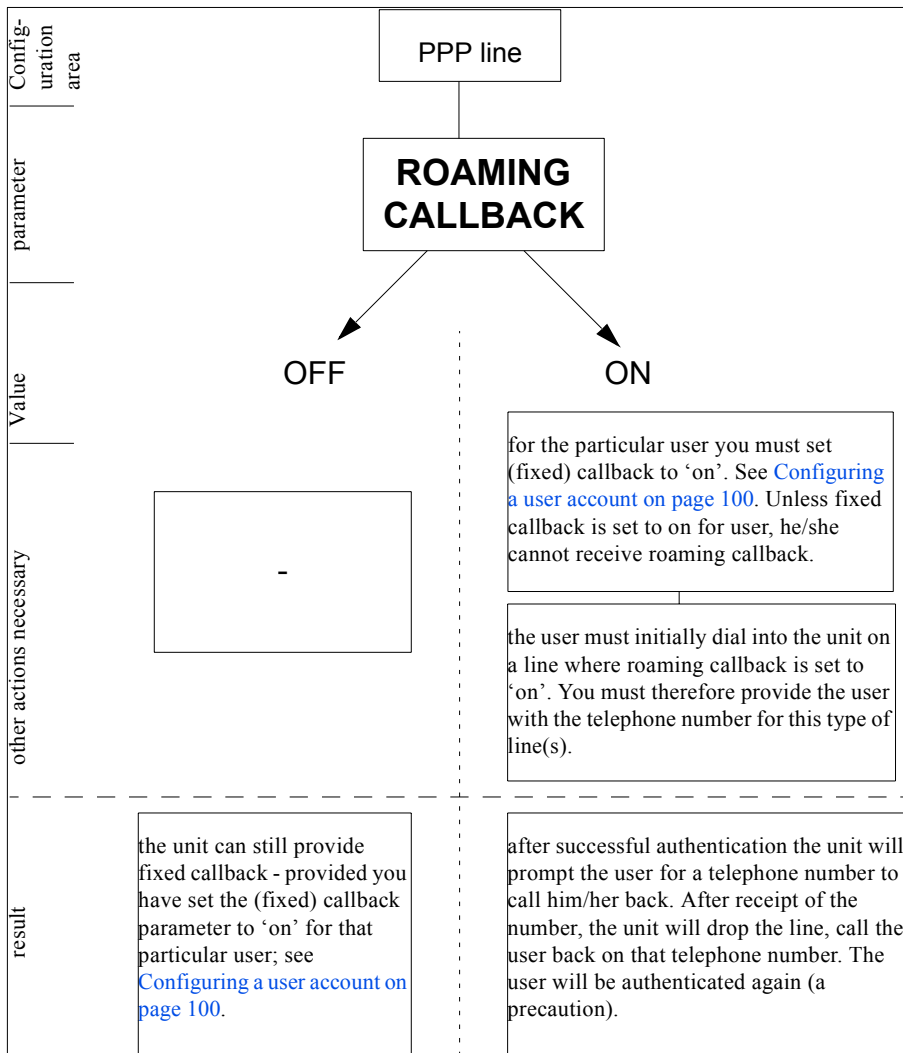 Config-
uration
area
PPP line
parameter
ROAMING
CALLBACK
Value
OFF
ON
other actions necessary
-
for the particular user you must set
(fixed) callback to ‘on’. See Configuring
a user account on page 100. Unless fixed
callback is set to on for user, he/she
cannot receive roaming callback.
the user must initially dial into the unit on
a line where roaming callback is set to
‘on’. You must therefore provide the user
with the telephone number for this type of
line(s).
result
the unit can still provide
fixed callback - provided you
have set the (fixed) callback
parameter to ‘on’ for that
particular user; see
Configuring a user account on
page 100.
after successful authentication the unit will
prompt the user for a telephone number to
call him/her back. After receipt of the
number, the unit will drop the line, call the
user back on that telephone number. The
user will be authenticated again (a
precaution).